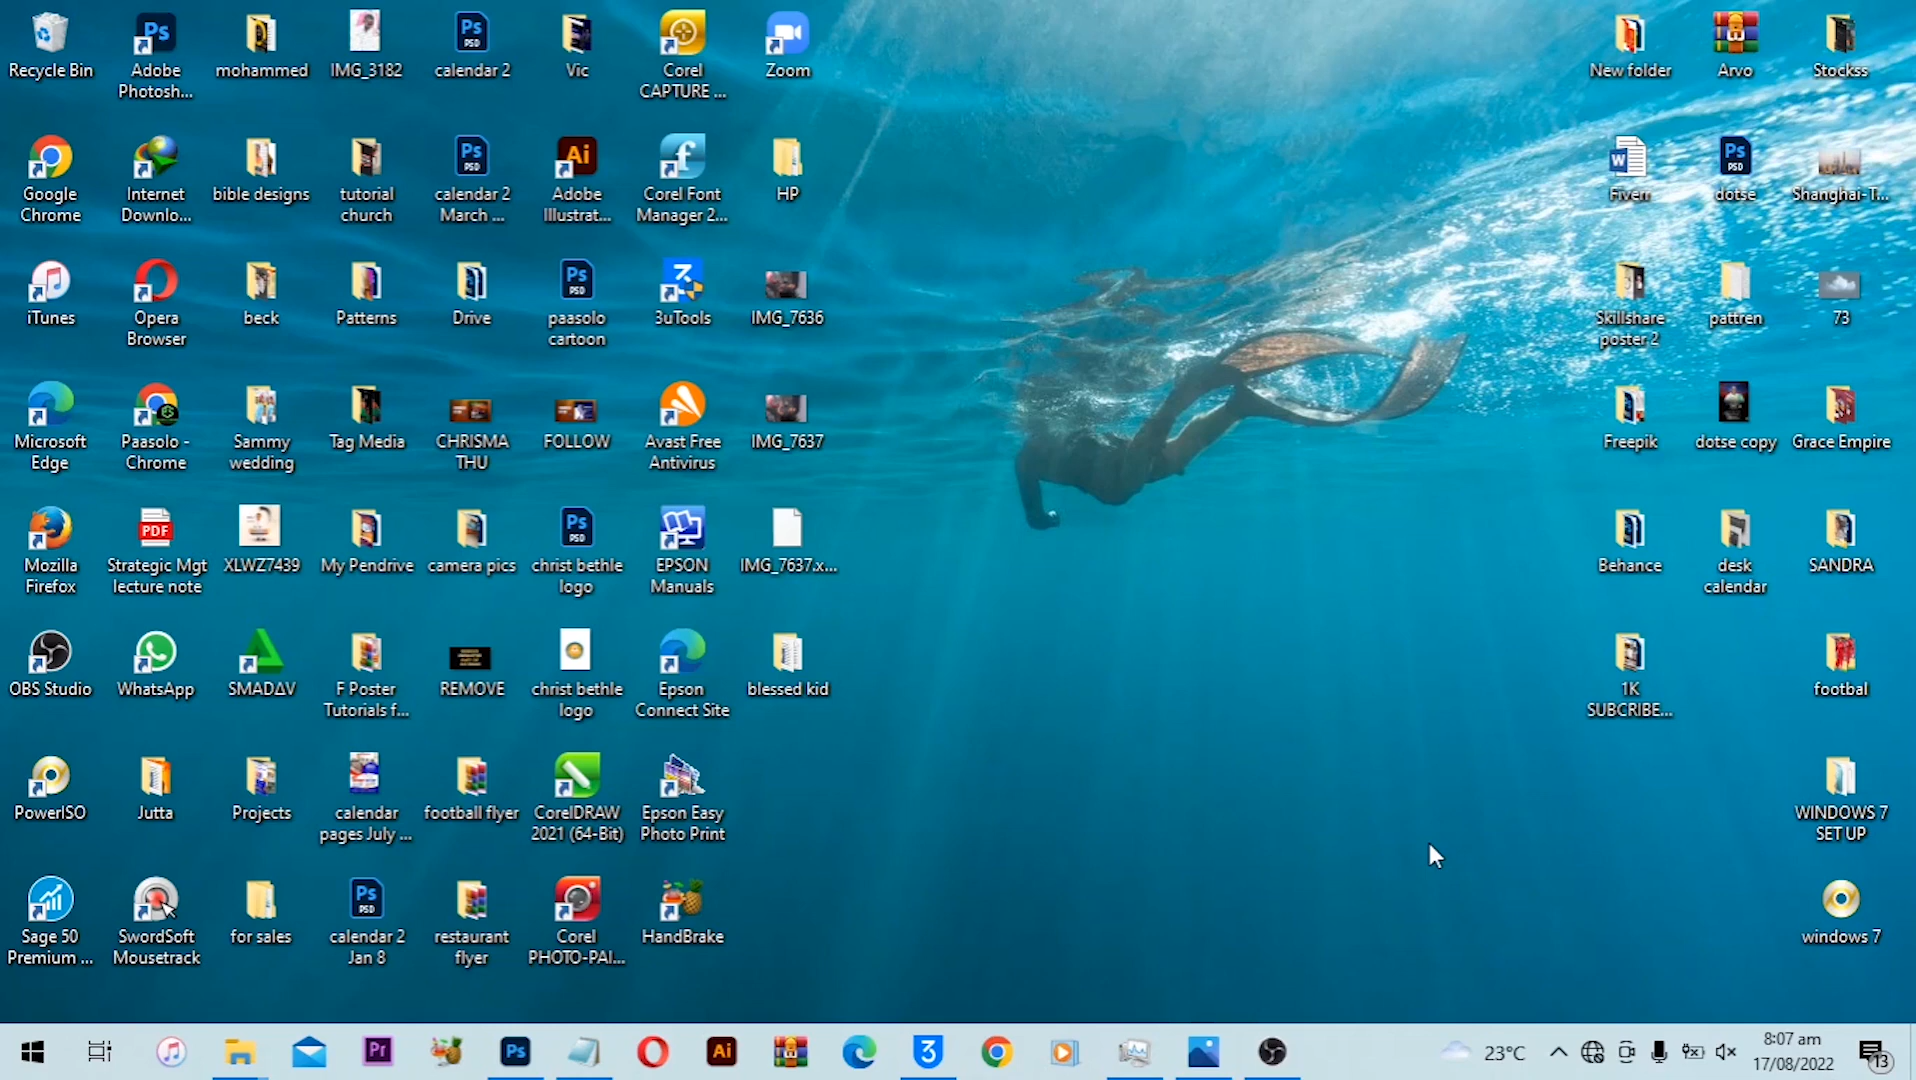 Recycle Bin
Adobe
Photosh...
mohammed
IMG_3182
calendar 2
Vic
Corel
CAPTURE ...
Zoom
New folder
Arvo
Stockss
Google
Chrome
Internet
Downlo...
bible designs
tutorial
church
calendar 2
March ...
Adobe
Illustrat...
Corel Font
Manager 2...
HP
Fiverr
dotse
Shanghai-T...
iTunes
Opera
Browser
beck
Patterns
Drive
paasolo
cartoon
3uTools
IMG_7636
Skillshare
poster 2
pattren
73
Microsoft
Edge
Paasolo -
Chrome
Sammy
wedding
Tag Media
CHRISMA
THU
FOLLOW
Avast Free
Antivirus
IMG_7637
Freepik
dotse copy
Grace Empire
Mozilla
Firefox
Strategic Mgt
lecture note
XLWZ7439
My Pendrive
camera pics
christ bethle
logo
EPSON
Manuals
IMG_7637.x...
Behance
desk
calendar
SANDRA
OBS Studio
WhatsApp
SMADΔV
F Poster
Tutorials f...
REMOVE
christ bethle
logo
Epson
Connect Site
blessed kid
1K
SUBCRIBE...
footbal
PowerISO
Jutta
Projects
calendar
pages July ...
football flyer
CorelDRAW
2021 (64-Bit)
Epson Easy
Photo Print
WINDOWS 7
SET UP
Sage 50
Premium ...
SwordSoft
Mousetrack
for sales
calendar 2
Jan 8
restaurant
flyer
Corel
PHOTO-PAI...
HandBrake
windows 7
23°C
8:07 am
17/08/2022
13